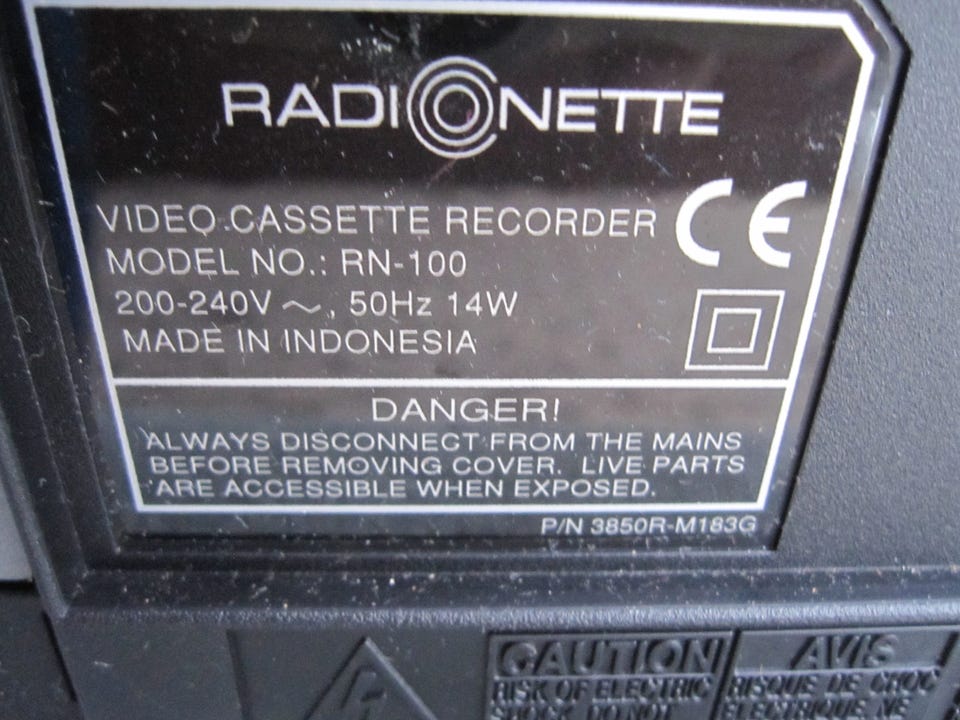 RADIONETTE
VIDEO CASSETTE RECORDER
CE
MODEL NO.: RN-100
200-240V ～, 50Hz 14W
MADE IN INDONESIA
DANGER!
ALWAYS DISCONNECT FROM THE MAINS
BEFORE REMOVING COVER. LIVE PARTS
ARE ACCESSIBLE WHEN EXPOSED.
P/N 3850R-M183G
CAUTION
RISK OF ELECTRIC
SHOCK DO NOT
AVIS
RISQUE DE CHOC
ELECTRIQUE. NE